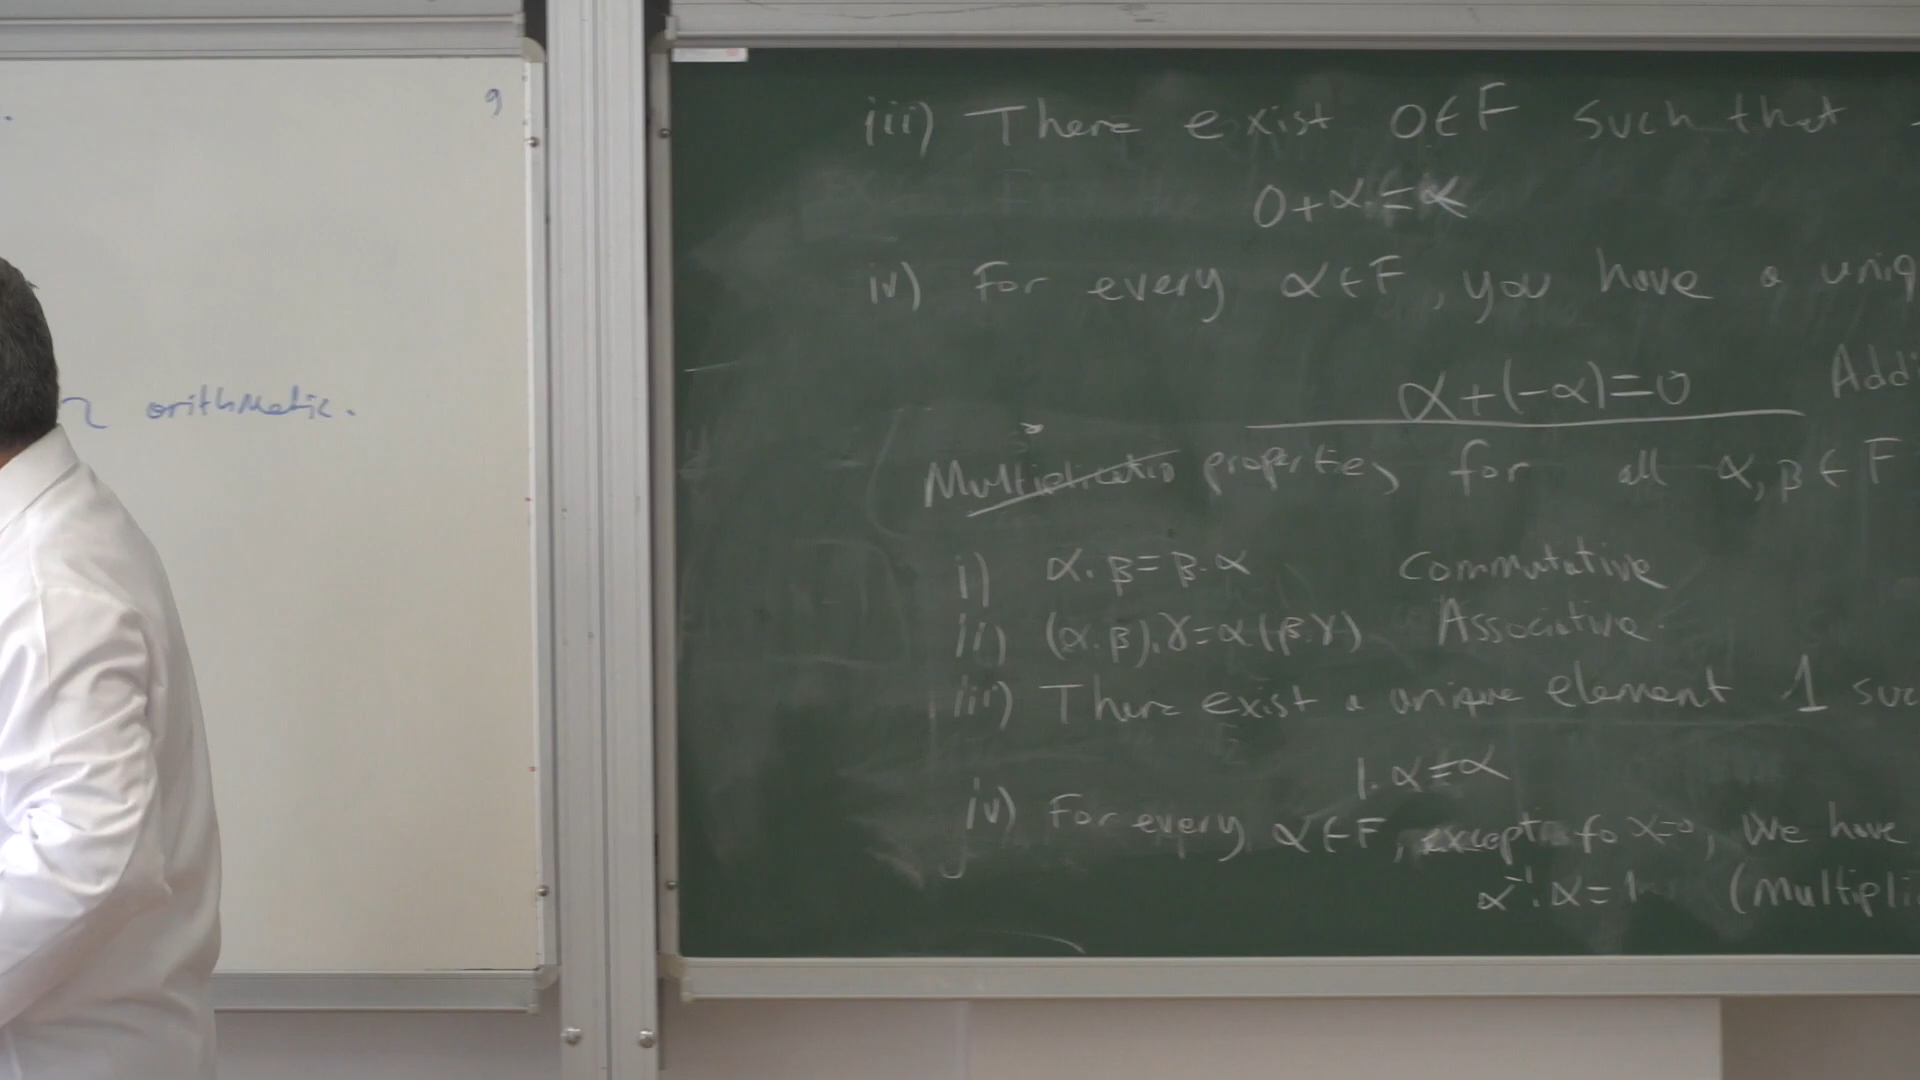 9
arithmetic.
iii) There exist 0∈F such that
0+α=α
iv) For every α∈F, you have a uniq
α+(-α)=0 Addi
Multiplicatio properties for all α,β∈F
i) α.β=β.α Commutative
ii) (α.β).γ=α(β.γ) Associative.
iii) There exist a unique element 1 suc
1.α=α
iv) For every α∈F, except fo x=0, we have
α⁻¹.α=1 (Multipli